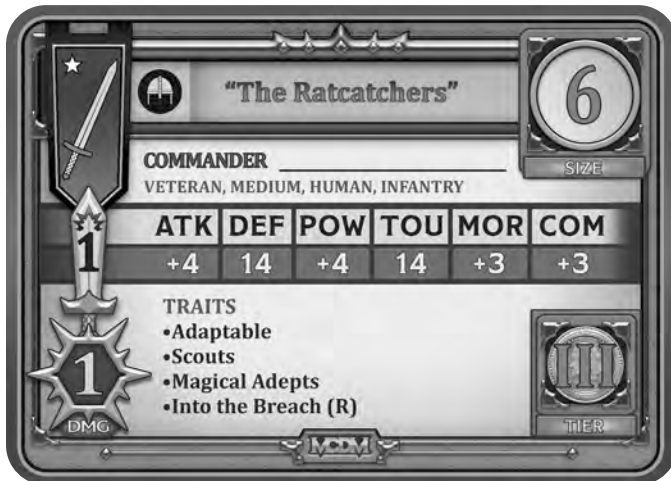 “The Ratcatchers”
6
SIZE
COMMANDER
VETERAN, MEDIUM, HUMAN, INFANTRY
1
ATK DEF POW TOU MOR COM
+4 14 +4 14 +3 +3
TRAITS
•Adaptable
•Scouts
•Magical Adepts
•Into the Breach (R)
1
DMG
III
TIER
MCDM